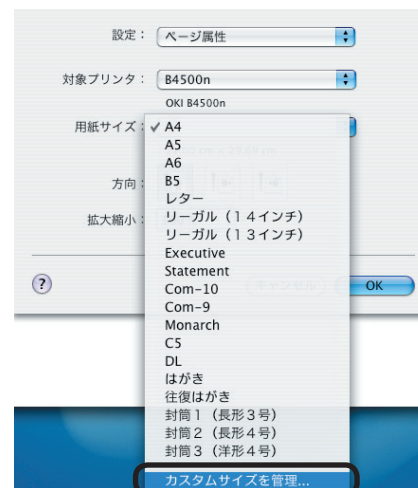 設定： ページ属性
対象プリンタ： B4500n
OKI B4500n
用紙サイズ： ✓ A4
A5
A6
方向： B5
レター
拡大縮小： リーガル（14インチ）
リーガル（13インチ）
Executive
Statement
? Com-10 キャンセル OK
Com-9
Monarch
C5
DL
はがき
往復はがき
封筒1（長形3号）
封筒2（長形4号）
封筒3（洋形4号）
カスタムサイズを管理...